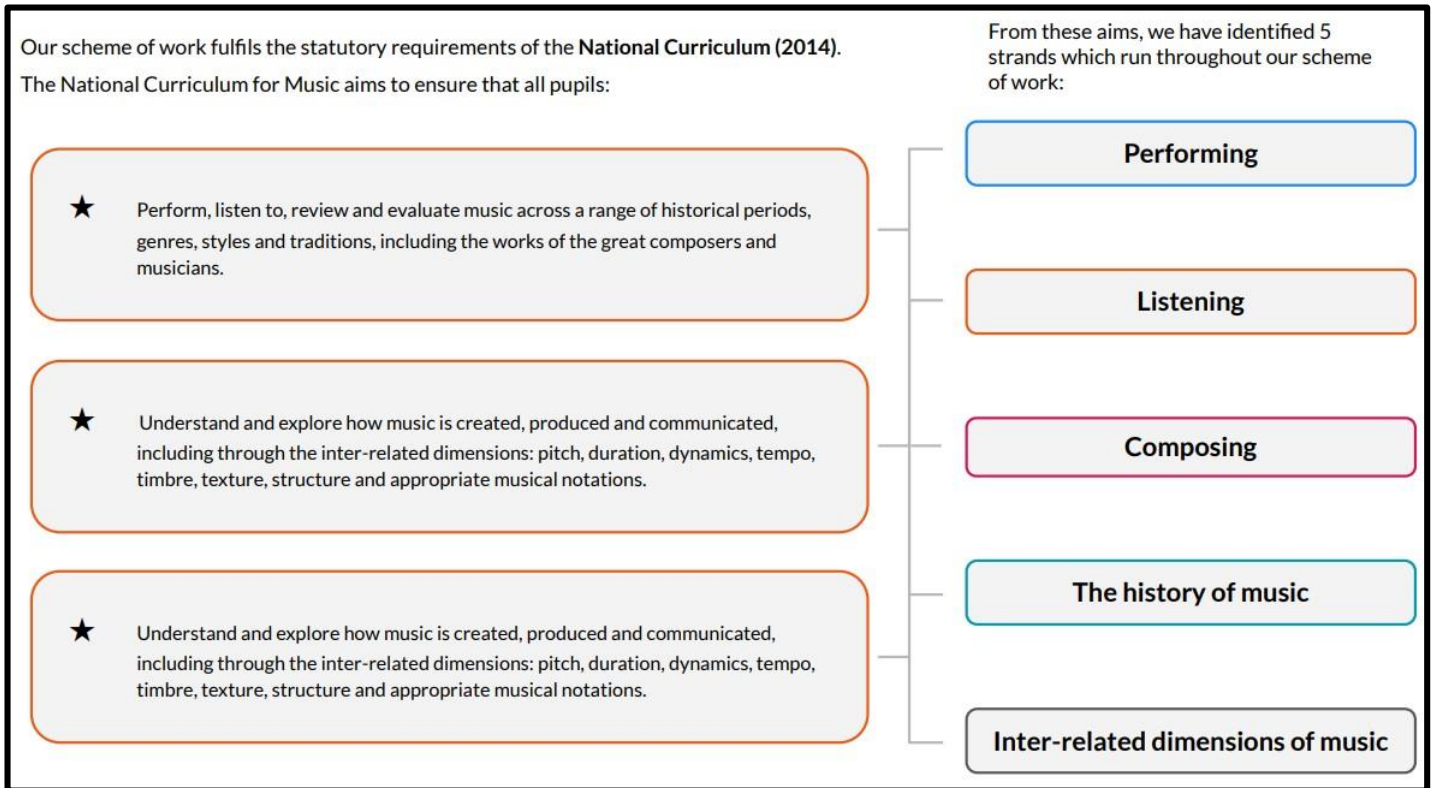 Our scheme of work fulfils the statutory requirements of the National Curriculum (2014).
The National Curriculum for Music aims to ensure that all pupils:
★ Perform, listen to, review and evaluate music across a range of historical periods,
genres, styles and traditions, including the works of the great composers and
musicians.
★ Understand and explore how music is created, produced and communicated,
including through the inter-related dimensions: pitch, duration, dynamics, tempo,
timbre, texture, structure and appropriate musical notations.
★ Understand and explore how music is created, produced and communicated,
including through the inter-related dimensions: pitch, duration, dynamics, tempo,
timbre, texture, structure and appropriate musical notations.
From these aims, we have identified 5
strands which run throughout our scheme
of work:
Performing
Listening
Composing
The history of music
Inter-related dimensions of music